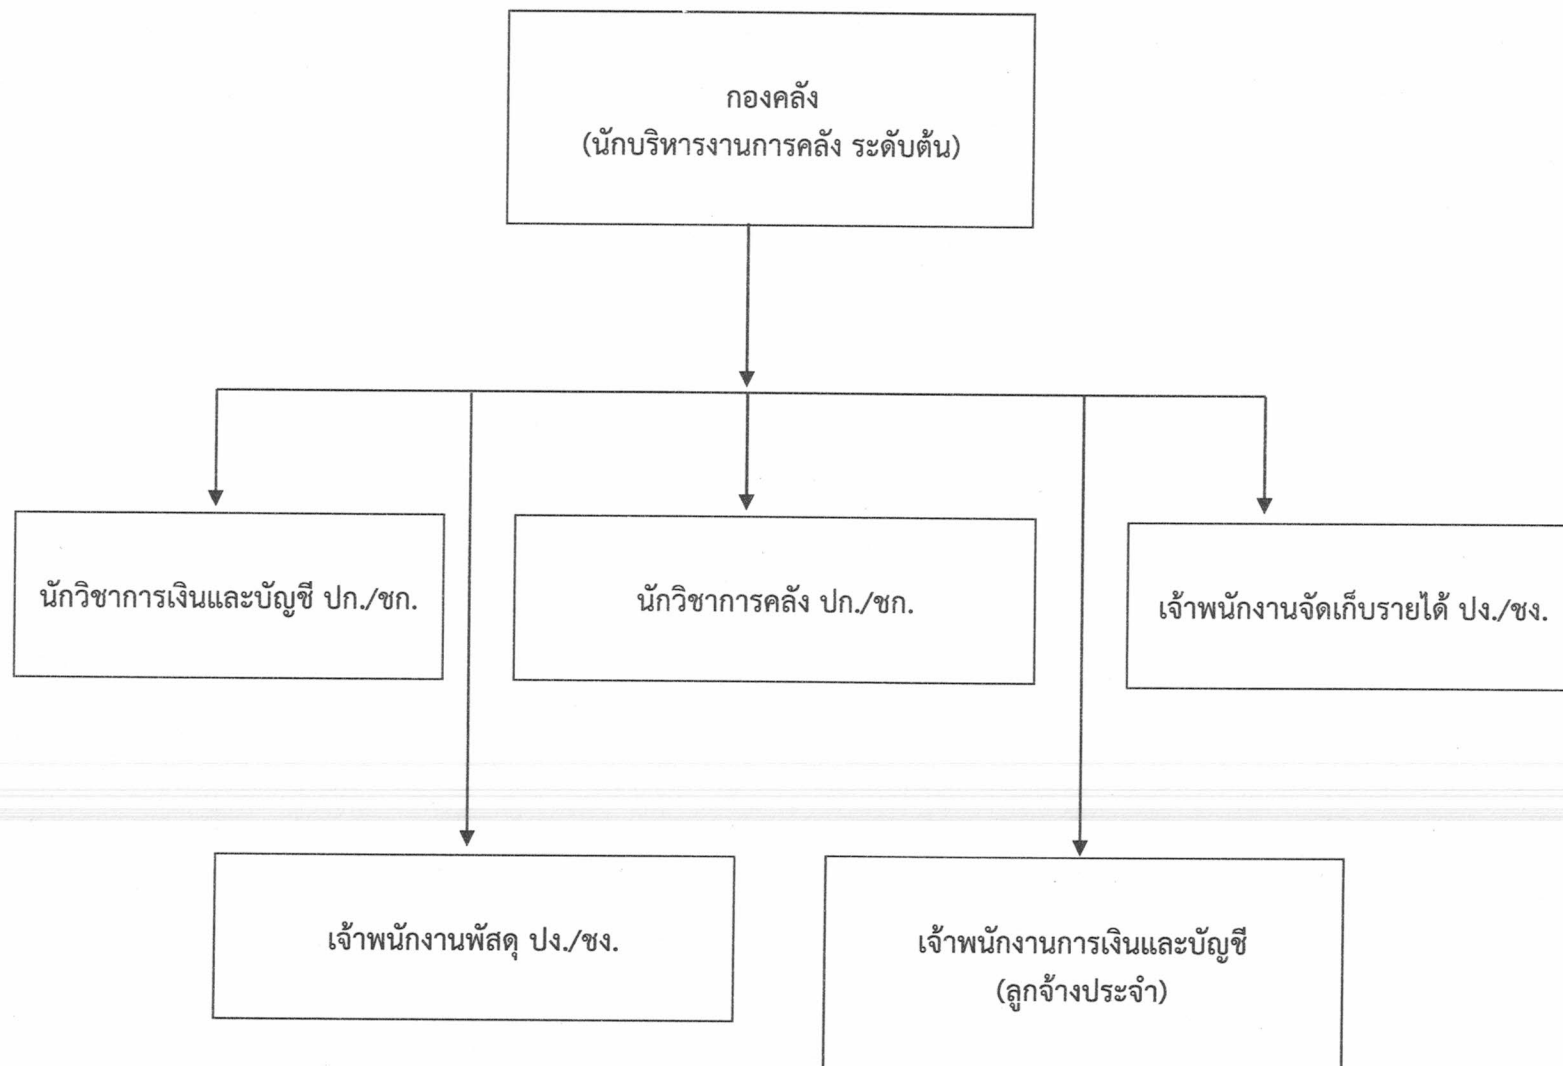 กองคลัง
(นักบริหารงานการคลัง ระดับต้น)
นักวิชาการเงินและบัญชี ปก./ชก.
นักวิชาการคลัง ปก./ชก.
เจ้าพนักงานจัดเก็บรายได้ ปง./ชง.
เจ้าพนักงานพัสดุ ปง./ชง.
เจ้าพนักงานการเงินและบัญชี
(ลูกจ้างประจำ)